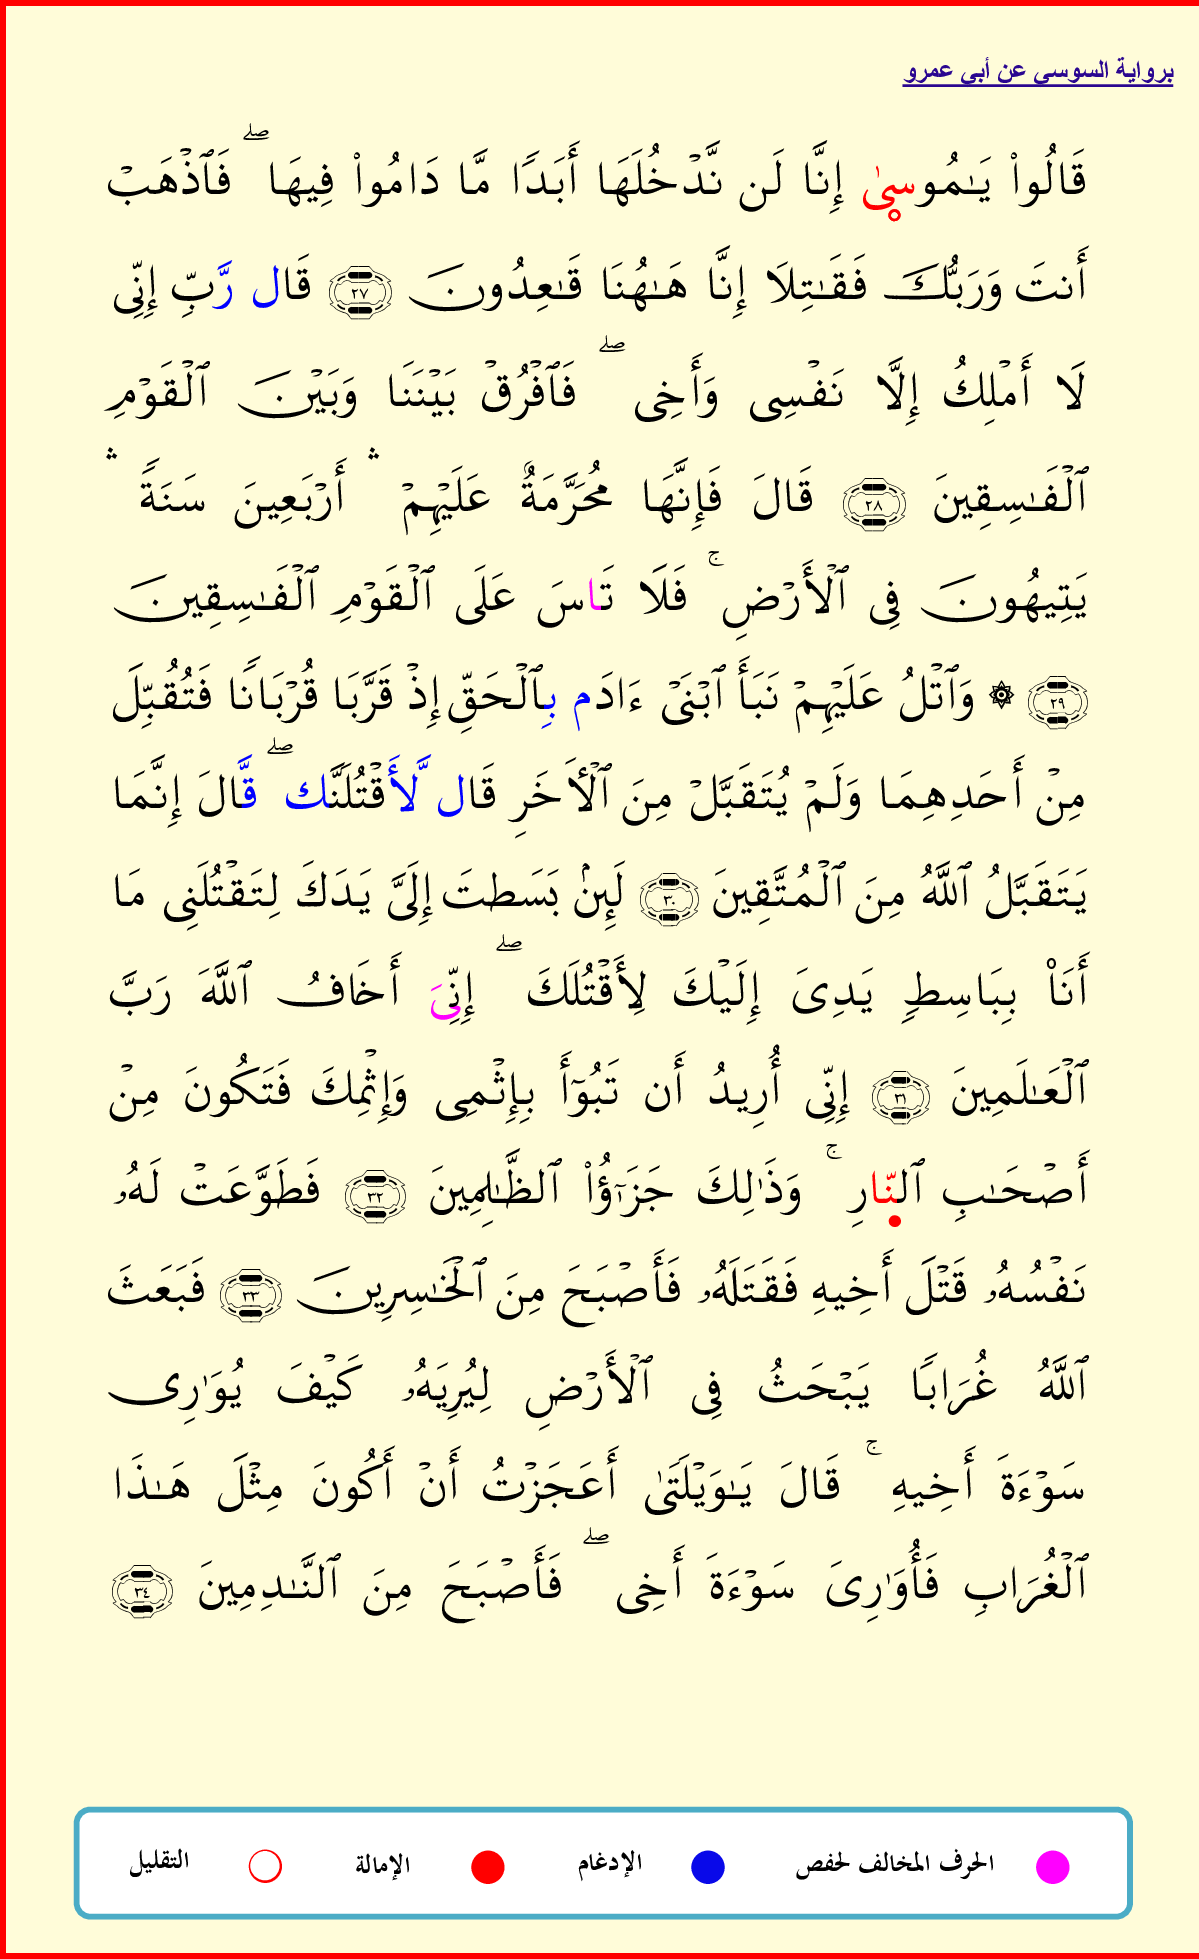 برواية السوسي عن أبي عمرو
قَالُواْ يَٰمُوسىٰ إِنَّا لَن نَّدْخُلَهَا أَبَدًا مَّا دَامُواْ فِيهَا ۖ فَٱذْهَبْ
أَنتَ وَرَبُّكَ فَقَٰتِلَا إِنَّا هَٰهُنَا قَٰعِدُونَ ٢٧ قَال رَّبِّ إِنِّى
لَا أَمْلِكُ إِلَّا نَفْسِى وَأَخِى ۖ فَٱفْرُقْ بَيْنَنَا وَبَيْنَ ٱلْقَوْمِ
ٱلْفَٰسِقِينَ ٢٨ قَالَ فَإِنَّهَا مُحَرَّمَةٌ عَلَيْهِمْ ۛ أَرْبَعِينَ سَنَةً ۛ
يَتِيهُونَ فِى ٱلْأَرْضِ ۚ فَلَا تَاسَ عَلَى ٱلْقَوْمِ ٱلْفَٰسِقِينَ
٢٩ ۞ وَٱتْلُ عَلَيْهِمْ نَبَأَ ٱبْنَىْ ءَادَم بِٱلْحَقِّ إِذْ قَرَّبَا قُرْبَانًا فَتُقُبِّلَ
مِنْ أَحَدِهِمَا وَلَمْ يُتَقَبَّلْ مِنَ ٱلْأَخَرِ قَال لَّأَقْتُلَنَّك ۖ قَّالَ إِنَّمَا
يَتَقَبَّلُ ٱللَّهُ مِنَ ٱلْمُتَّقِينَ ٣٠ لَئِنۢ بَسَطتَ إِلَىَّ يَدَكَ لِتَقْتُلَنِى مَا
أَنَا۠ بِبَاسِطٍ يَدِىَ إِلَيْكَ لِأَقْتُلَكَ ۖ إِنِّىَ أَخَافُ ٱللَّهَ رَبَّ
ٱلْعَٰلَمِينَ ٣١ إِنِّى أُرِيدُ أَن تَبُوٓأَ بِإِثْمِى وَإِثْمِكَ فَتَكُونَ مِنْ
أَصْحَٰبِ ٱلنّارِ ۚ وَذَٰلِكَ جَزَٰٓؤُاْ ٱلظَّٰلِمِينَ ٣٢ فَطَوَّعَتْ لَهُۥ
نَفْسُهُۥ قَتْلَ أَخِيهِ فَقَتَلَهُۥ فَأَصْبَحَ مِنَ ٱلْخَٰسِرِينَ ٣٣ فَبَعَثَ
ٱللَّهُ غُرَابًا يَبْحَثُ فِى ٱلْأَرْضِ لِيُرِيَهُۥ كَيْفَ يُوَٰرِى
سَوْءَةَ أَخِيهِ ۚ قَالَ يَٰوَيْلَتَىٰ أَعَجَزْتُ أَنْ أَكُونَ مِثْلَ هَٰذَا
ٱلْغُرَابِ فَأُوَٰرِىَ سَوْءَةَ أَخِى ۖ فَأَصْبَحَ مِنَ ٱلنَّٰدِمِينَ ٣٤
الحرف المخالف لحفص الإدغام الإمالة التقليل